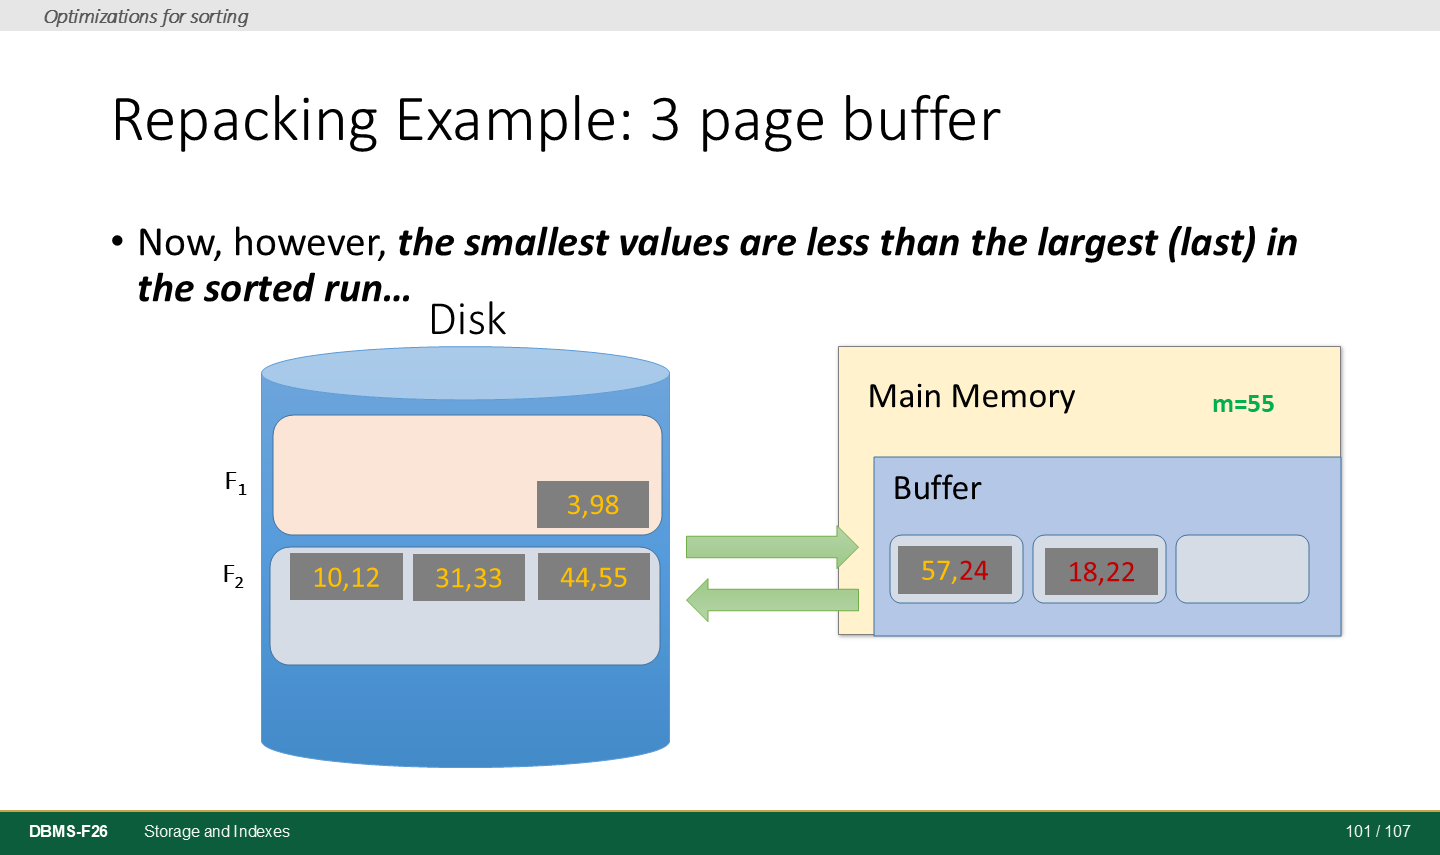 Optimizations for sorting
Repacking Example: 3 page buffer
• Now, however, the smallest values are less than the largest (last) in
the sorted run…
Disk
Main Memory
m=55
F1
3,98
Buffer
F2
10,12
31,33
44,55
57,24
18,22
DBMS-F26
Storage and Indexes
101 / 107